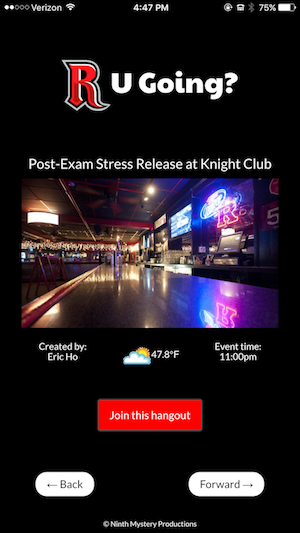 Verizon 4:47 PM 75%
R U Going?
Post-Exam Stress Release at Knight Club
R
Created by:
Eric Ho
47.8°F
Event time:
11:00pm
Join this hangout
← Back
Forward →
© Ninth Mystery Productions